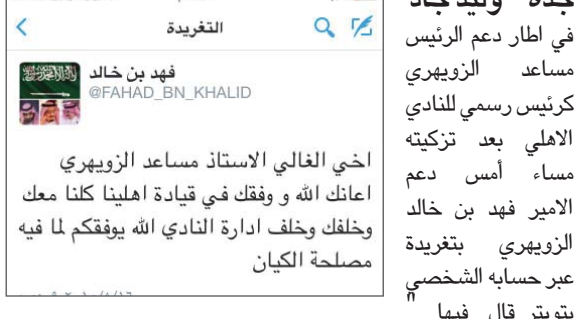 جدة - وليد جاد
في اطار دعم الرئيس
مساعد الزويهري
كرئيس رسمي للنادي
الاهلي بعد تزكيته
مساء أمس دعم
الامير فهد بن خالد
الزويهري بتغريدة
عبر حسابه الشخصي
بتويتر قال فيها "
التغريدة
فهد بن خالد
@FAHAD_BN_KHALID
اخي الغالي الاستاذ مساعد الزويهري
اعانك الله و وفقك في قيادة اهلينا كلنا معك
وخلفك وخلف ادارة النادي الله يوفقكم لما فيه
مصلحة الكيان